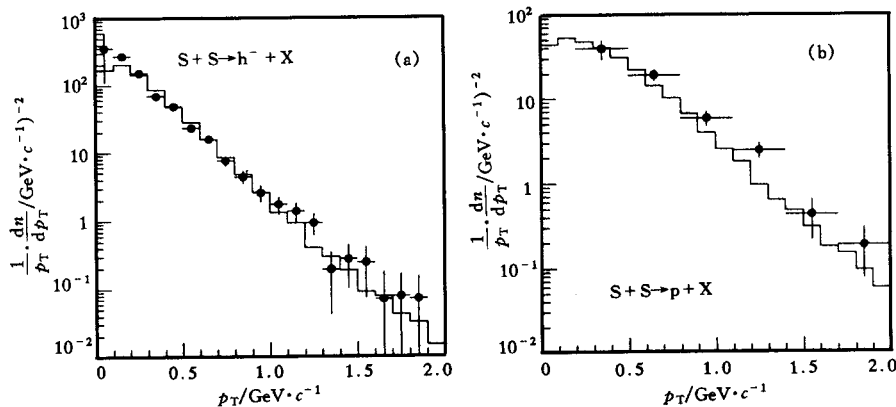 10³
10²
10
1
10⁻¹
10⁻²
1/p_T · dn/dp_T /(GeV·c⁻¹)⁻²
S + S→h⁻ + X
(a)
0
0.5
1.0
1.5
2.0
p_T/GeV·c⁻¹
10²
10
1
10⁻¹
10⁻²
1/p_T · dn/dp_T /(GeV·c⁻¹)⁻²
(b)
S + S→p + X
0
0.5
1.0
1.5
2.0
p_T/GeV·c⁻¹